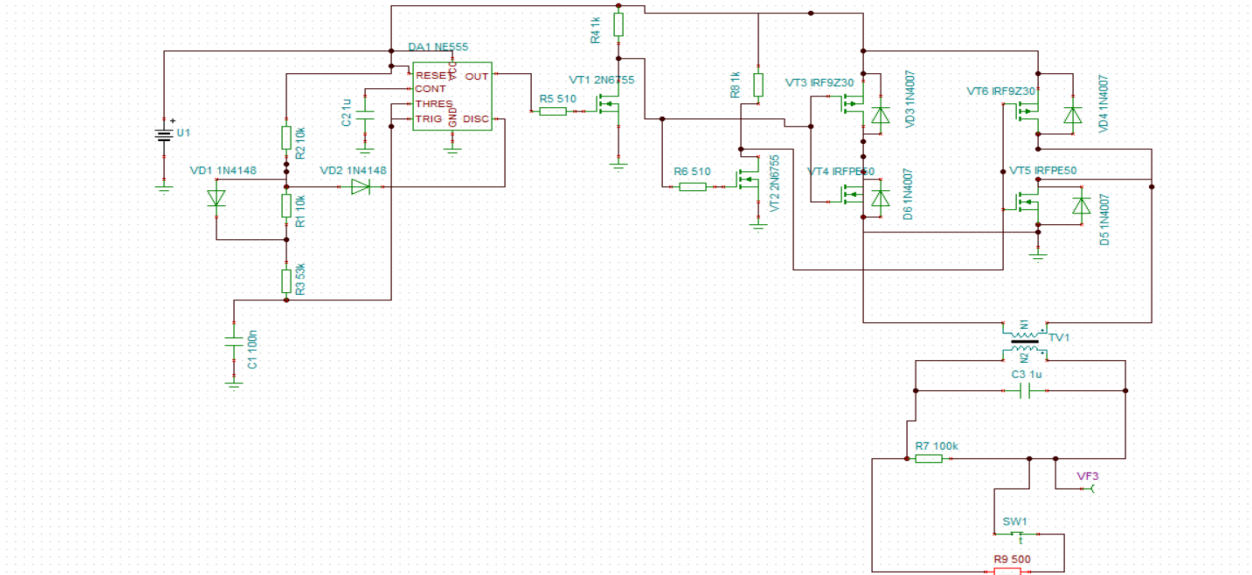 R4 1k
DA1 NE555
RESET
VCC
OUT
CONT
THRES
TRIG
GND
DISC
C2 1u
R5 510
VT1 2N6755
R8 1k
VT3 IRF9Z30
VD3 1N4007
VT6 IRF9Z30
VD4 1N4007
+
U1
R2 10k
VD1 1N4148
VD2 1N4148
R1 10k
R6 510
VT2 2N6755
VT4 IRFPE50
D6 1N4007
VT5 IRFPE50
D5 1N4007
R3 53k
C1 100n
N1
TV1
N2
C3 1u
R7 100k
VF3
SW1
t
R9 500